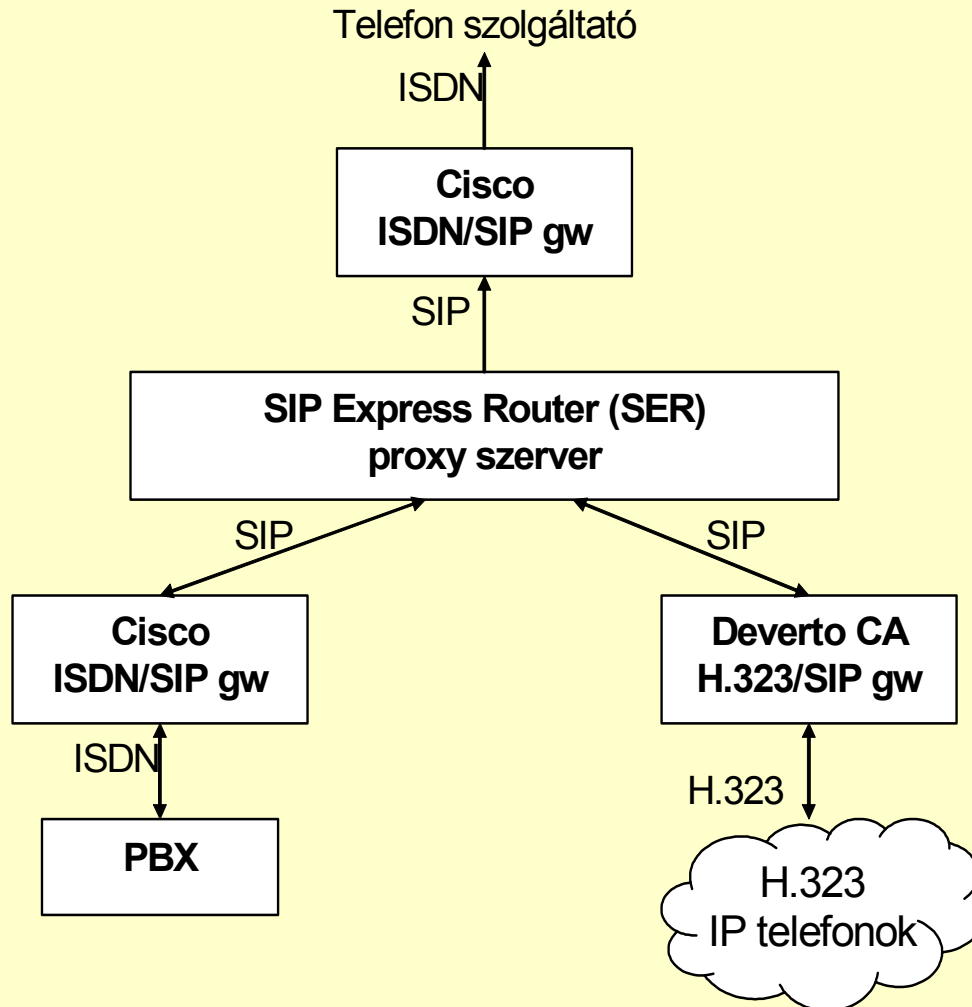 Telefon szolgáltató
ISDN
Cisco
ISDN/SIP gw
SIP
SIP Express Router (SER)
proxy szerver
SIP
SIP
Cisco
ISDN/SIP gw
Deverto CA
H.323/SIP gw
ISDN
H.323
PBX
H.323
IP telefonok